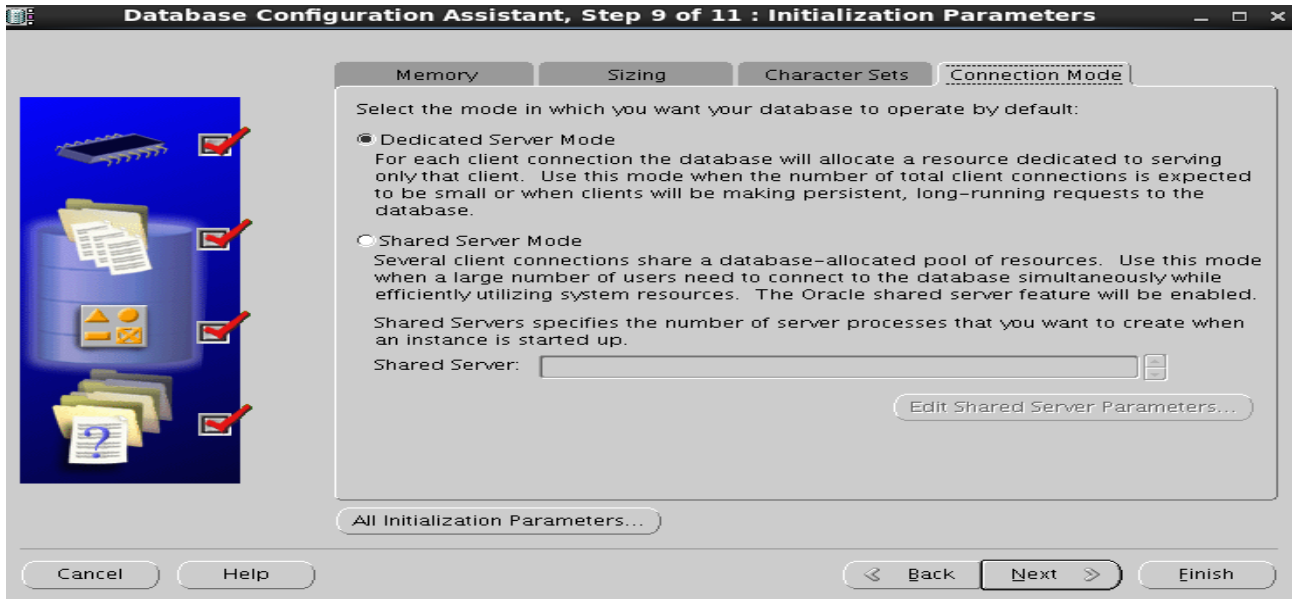 Database Configuration Assistant, Step 9 of 11 : Initialization Parameters
Memory
Sizing
Character Sets
Connection Mode
Select the mode in which you want your database to operate by default:
Dedicated Server Mode
For each client connection the database will allocate a resource dedicated to serving
only that client. Use this mode when the number of total client connections is expected
to be small or when clients will be making persistent, long-running requests to the
database.
Shared Server Mode
Several client connections share a database-allocated pool of resources. Use this mode
when a large number of users need to connect to the database simultaneously while
efficiently utilizing system resources. The Oracle shared server feature will be enabled.
Shared Servers specifies the number of server processes that you want to create when
an instance is started up.
Shared Server:
Edit Shared Server Parameters...
?
All Initialization Parameters...
Cancel
Help
Back
Next
Finish